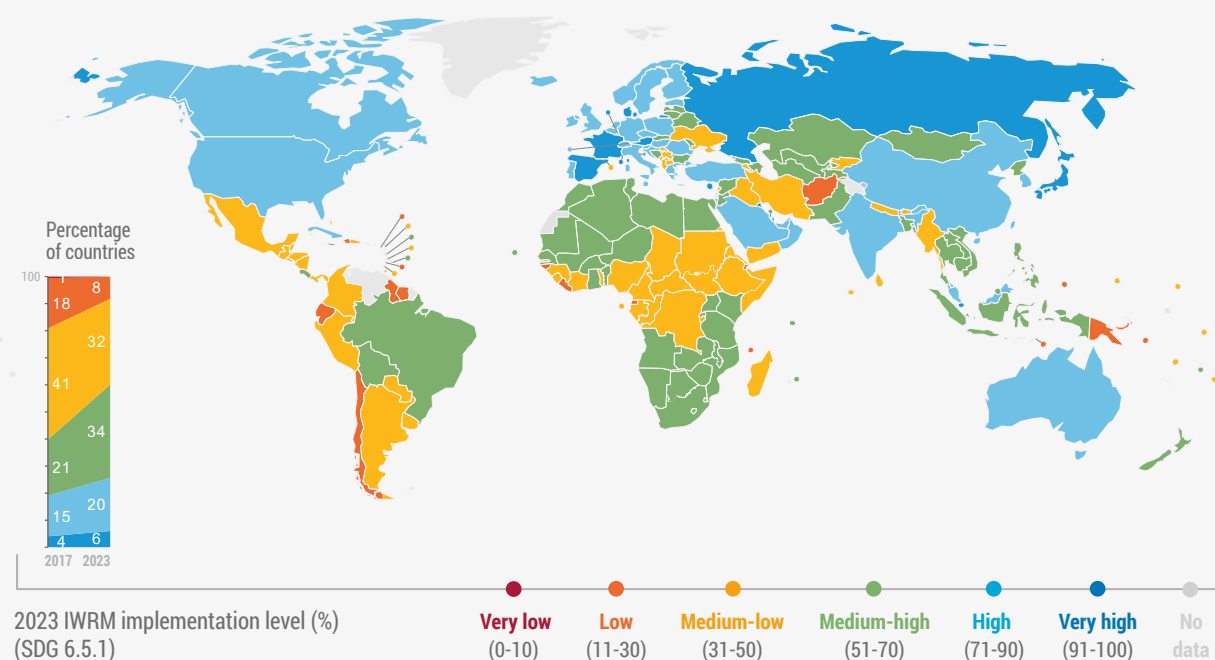 Percentage
of countries
100
1
8
18
32
41
34
21
20
15
4
6
2017
2023
2023 IWRM implementation level (%)
(SDG 6.5.1)
Very low
(0-10)
Low
(11-30)
Medium-low
(31-50)
Medium-high
(51-70)
High
(71-90)
Very high
(91-100)
No
data